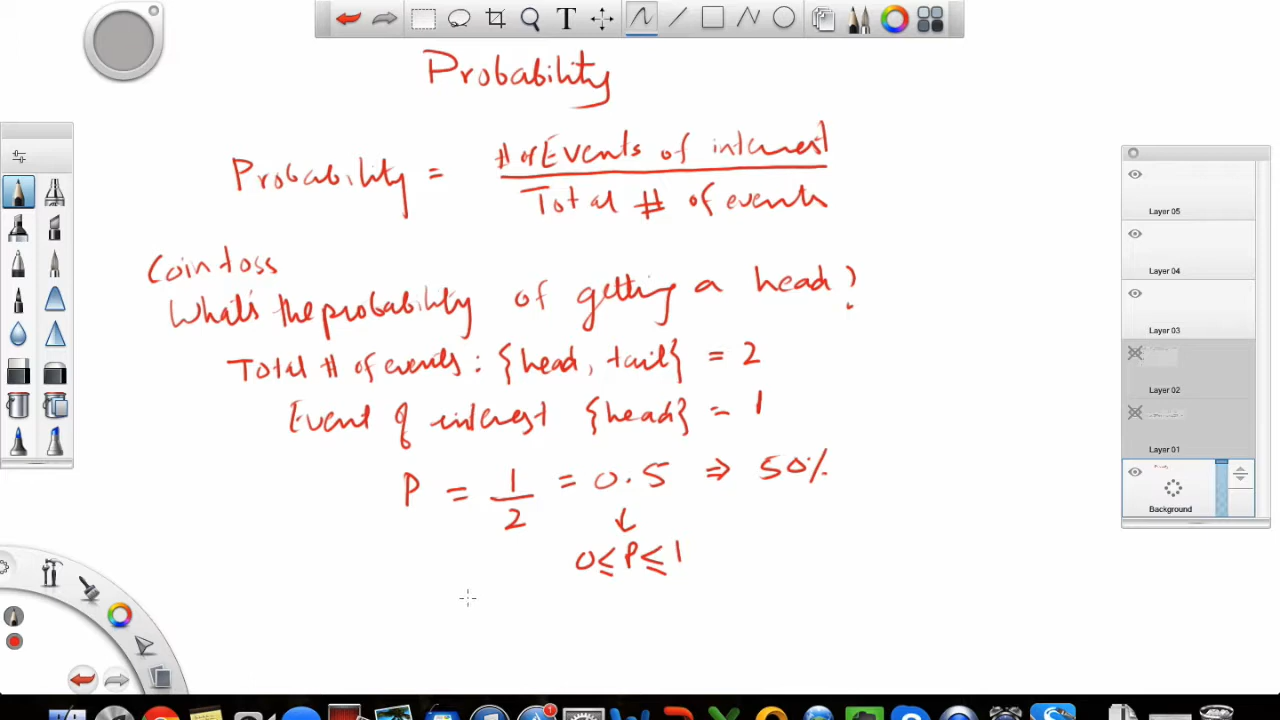 T
Probability
Probability = # of Events of interest
Total # of events
Coin toss
What's the probability of getting a head?
Total # of events : {head, tail} = 2
Event of interest {head} = 1
P = 1/2 = 0.5 ⇒ 50%
↓
0 ≤ P ≤ 1
Layer 05
Layer 04
Layer 03
Layer 02
Layer 01
Background
1